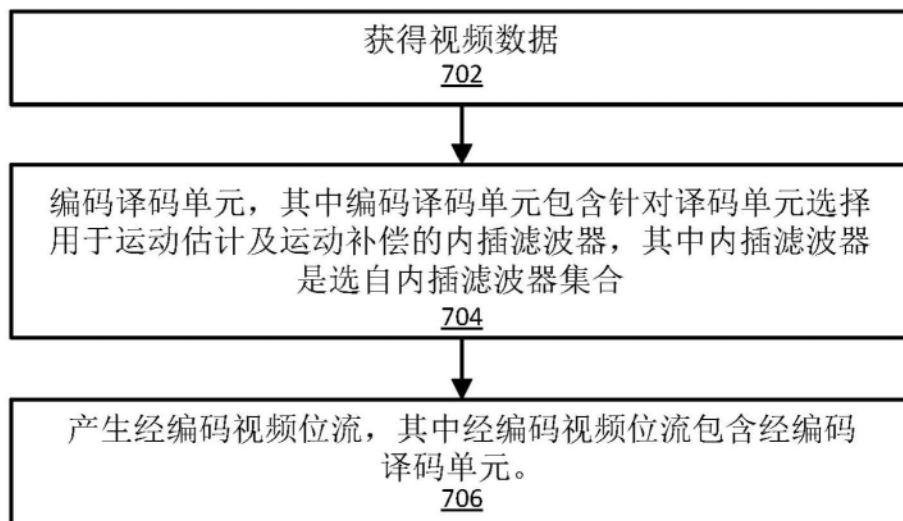 获得视频数据
702
编码译码单元，其中编码译码单元包含针对译码单元选择
用于运动估计及运动补偿的内插滤波器，其中内插滤波器
是选自内插滤波器集合
704
产生经编码视频位流，其中经编码视频位流包含经编码
译码单元。
706